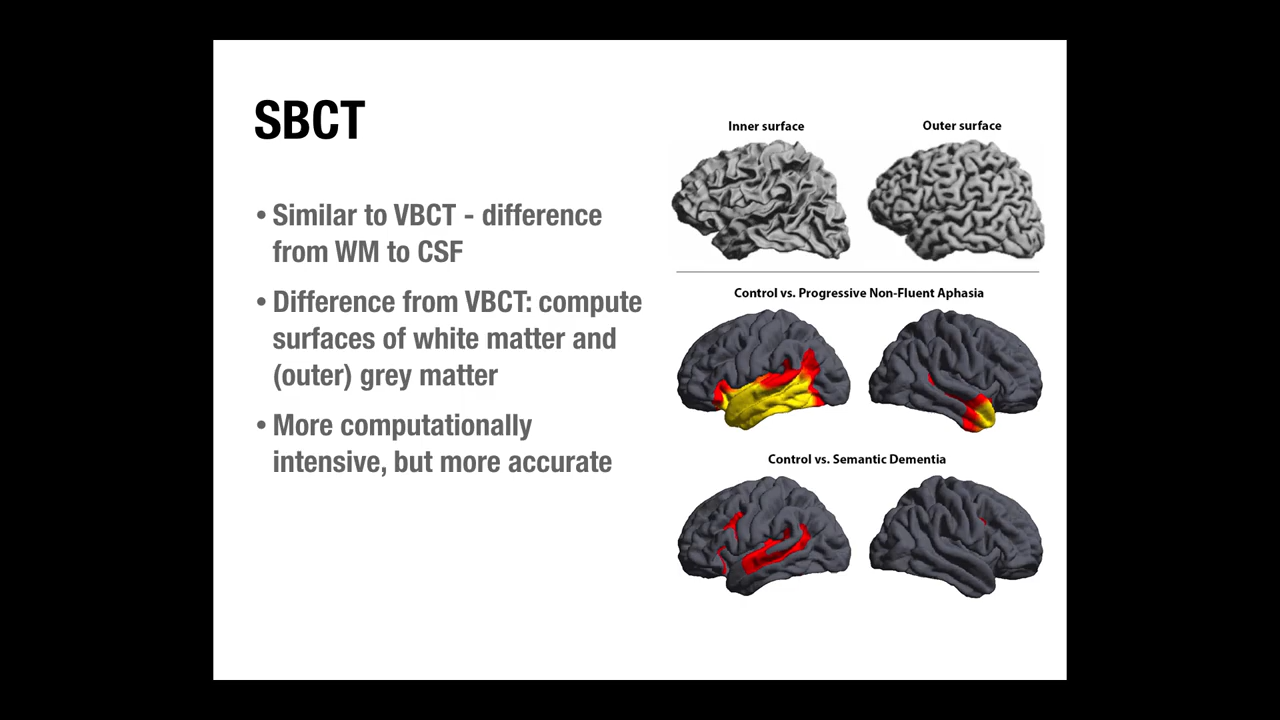 SBCT
• Similar to VBCT - difference
from WM to CSF
• Difference from VBCT: compute
surfaces of white matter and
(outer) grey matter
• More computationally
intensive, but more accurate
Inner surface
Outer surface
Control vs. Progressive Non-Fluent Aphasia
Control vs. Semantic Dementia